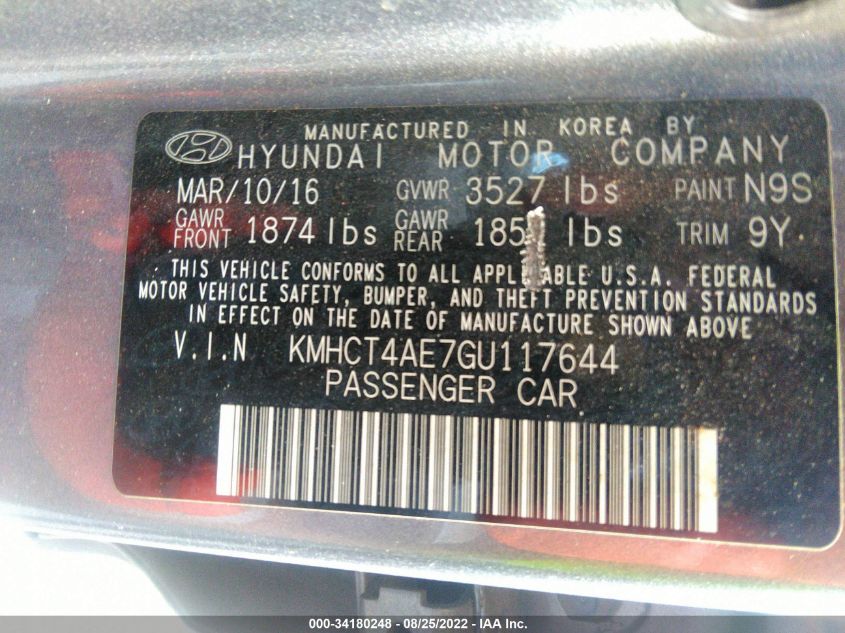 MANUFACTURED IN KOREA BY
HYUNDAI MOTOR COMPANY
MAR/10/16 GVWR 3527 lbs PAINT N9S
GAWR FRONT 1874 lbs GAWR REAR lbs TRIM 9Y
THIS VEHICLE CONFORMS TO ALL APPLICABLE U.S.A. FEDERAL
MOTOR VEHICLE SAFETY, BUMPER, AND THEFT PREVENTION STANDARDS
IN EFFECT ON THE DATE OF MANUFACTURE SHOWN ABOVE
V.I.N KMHCT4AE7GU117644
PASSENGER CAR
000-34180248 - 08/25/2022 - IAA Inc.